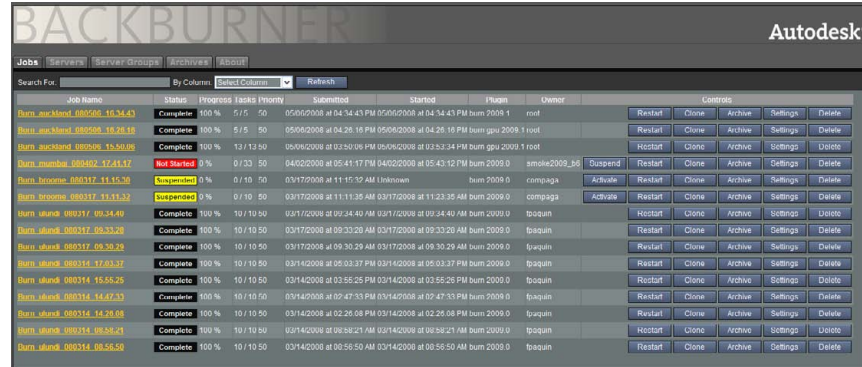 BACKBURNER
Autodesk
Jobs Servers Server Groups Archives About
Search For: By Column: Select Column Refresh
Job Name Status Progress Tasks Priority Submitted Started Plugin Owner Controls
Burn_auckland_080506_16.34.43 Complete 100 % 5 / 5 50 05/06/2008 at 04:34:43 PM 05/06/2008 at 04:34:43 PM burn 2009.1 root Restart Clone Archive Settings Delete
Burn_auckland_080506_16.26.16 Complete 100 % 5 / 5 50 05/06/2008 at 04:26:16 PM 05/06/2008 at 04:26:16 PM burn gpu 2009.1 root Restart Clone Archive Settings Delete
Burn_auckland_080506_15.50.06 Complete 100 % 13 / 13 50 05/06/2008 at 03:50:06 PM 05/06/2008 at 03:53:34 PM burn gpu 2009.1 root Restart Clone Archive Settings Delete
Burn_mumbai_080402_17.41.17 Not Started 0 % 0 / 33 50 04/02/2008 at 05:41:17 PM 04/02/2008 at 05:43:12 PM burn 2009.0 smoke2009_b6 Suspend Restart Clone Archive Settings Delete
Burn_broome_080317_11.15.30 Suspended 0 % 0 / 10 50 03/17/2008 at 11:15:32 AM Unknown burn 2009.0 compaga Activate Restart Clone Archive Settings Delete
Burn_broome_080317_11.11.32 Suspended 0 % 0 / 10 50 03/17/2008 at 11:11:35 AM 03/17/2008 at 11:23:35 AM burn 2009.0 compaga Activate Restart Clone Archive Settings Delete
Burn_ulundi_080317_09.34.40 Complete 100 % 10 / 10 50 03/17/2008 at 09:34:40 AM 03/17/2008 at 09:34:40 AM burn 2009.0 fpaquin Restart Clone Archive Settings Delete
Burn_ulundi_080317_09.33.28 Complete 100 % 10 / 10 50 03/17/2008 at 09:33:28 AM 03/17/2008 at 09:33:28 AM burn 2009.0 fpaquin Restart Clone Archive Settings Delete
Burn_ulundi_080317_09.30.29 Complete 100 % 10 / 10 50 03/17/2008 at 09:30:29 AM 03/17/2008 at 09:30:29 AM burn 2009.0 fpaquin Restart Clone Archive Settings Delete
Burn_ulundi_080314_17.03.37 Complete 100 % 10 / 10 50 03/14/2008 at 05:03:37 PM 03/14/2008 at 05:03:37 PM burn 2009.0 fpaquin Restart Clone Archive Settings Delete
Burn_ulundi_080314_15.55.25 Complete 100 % 10 / 10 50 03/14/2008 at 03:55:25 PM 03/14/2008 at 03:55:26 PM burn 2009.0 fpaquin Restart Clone Archive Settings Delete
Burn_ulundi_080314_14.47.33 Complete 100 % 10 / 10 50 03/14/2008 at 02:47:33 PM 03/14/2008 at 02:47:33 PM burn 2009.0 fpaquin Restart Clone Archive Settings Delete
Burn_ulundi_080314_14.26.08 Complete 100 % 10 / 10 50 03/14/2008 at 02:26:08 PM 03/14/2008 at 02:26:08 PM burn 2009.0 fpaquin Restart Clone Archive Settings Delete
Burn_ulundi_080314_08.58.21 Complete 100 % 10 / 10 50 03/14/2008 at 08:58:21 AM 03/14/2008 at 08:58:21 AM burn 2009.0 fpaquin Restart Clone Archive Settings Delete
Burn_ulundi_080314_08.56.50 Complete 100 % 10 / 10 50 03/14/2008 at 08:56:50 AM 03/14/2008 at 08:56:50 AM burn 2009.0 fpaquin Restart Clone Archive Settings Delete